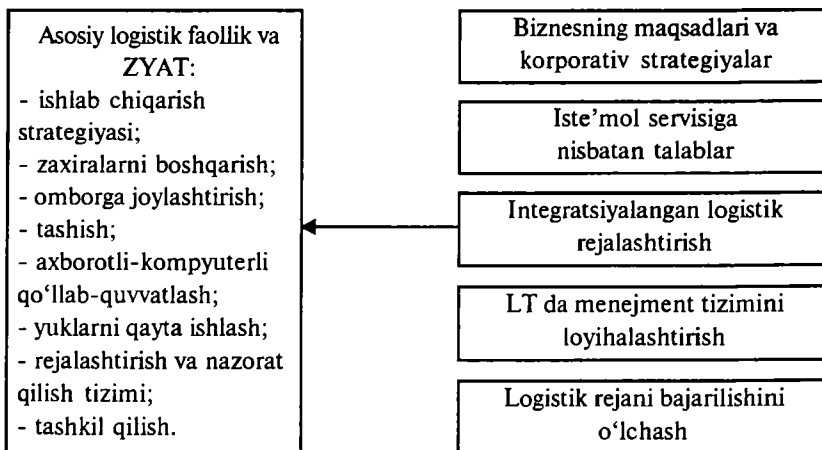 Asosiy logistik faollik va
ZYAT:
- ishlab chiqarish
strategiyasi;
- zaxiralarni boshqarish;
- omborga joylashtirish;
- tashish;
- axborotli-kompyuterli
qo‘llab-quvvatlash;
- yuklarni qayta ishlash;
- rejalashtirish va nazorat
qilish tizimi;
- tashkil qilish.
Biznesning maqsadlari va
korporativ strategiyalar
Iste’mol servisiga
nisbatan talablar
Integratsiyalangan logistik
rejalashtirish
LT da menejment tizimini
loyihalashtirish
Logistik rejani bajarilishini
o‘lchash